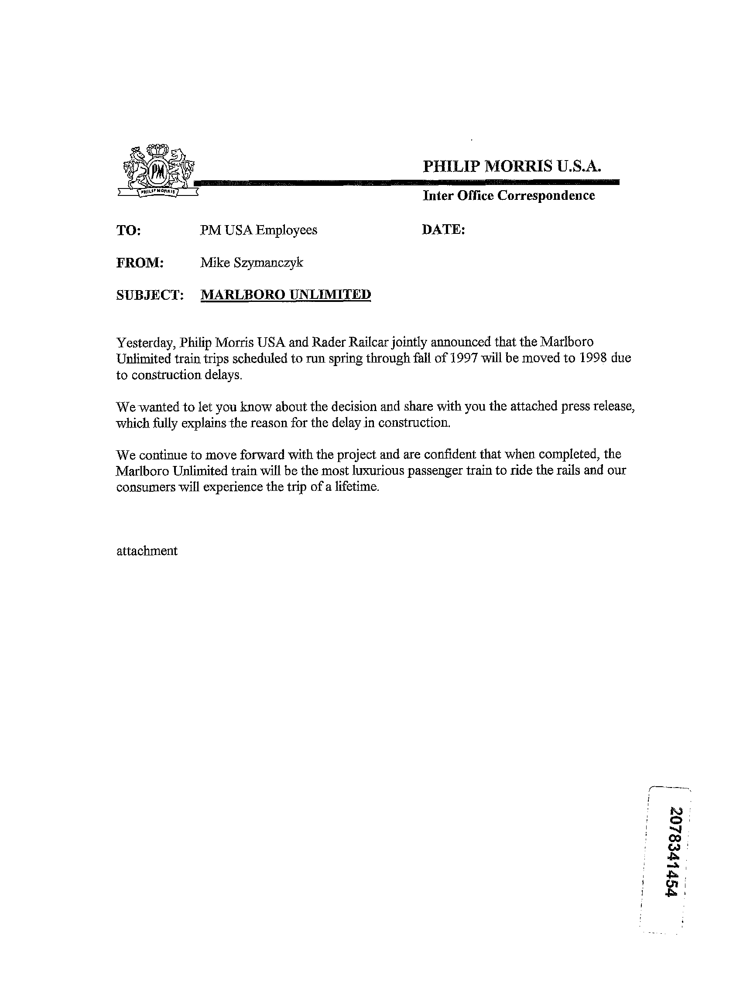 PM
PHILIP MORRIS
PHILIP MORRIS U.S.A.
Inter Office Correspondence
TO: PM USA Employees DATE:
FROM: Mike Szymanczyk
SUBJECT: MARLBORO UNLIMITED
Yesterday, Philip Morris USA and Rader Railcar jointly announced that the Marlboro
Unlimited train trips scheduled to run spring through fall of 1997 will be moved to 1998 due
to construction delays.
We wanted to let you know about the decision and share with you the attached press release,
which fully explains the reason for the delay in construction.
We continue to move forward with the project and are confident that when completed, the
Marlboro Unlimited train will be the most luxurious passenger train to ride the rails and our
consumers will experience the trip of a lifetime.
attachment
2078341454